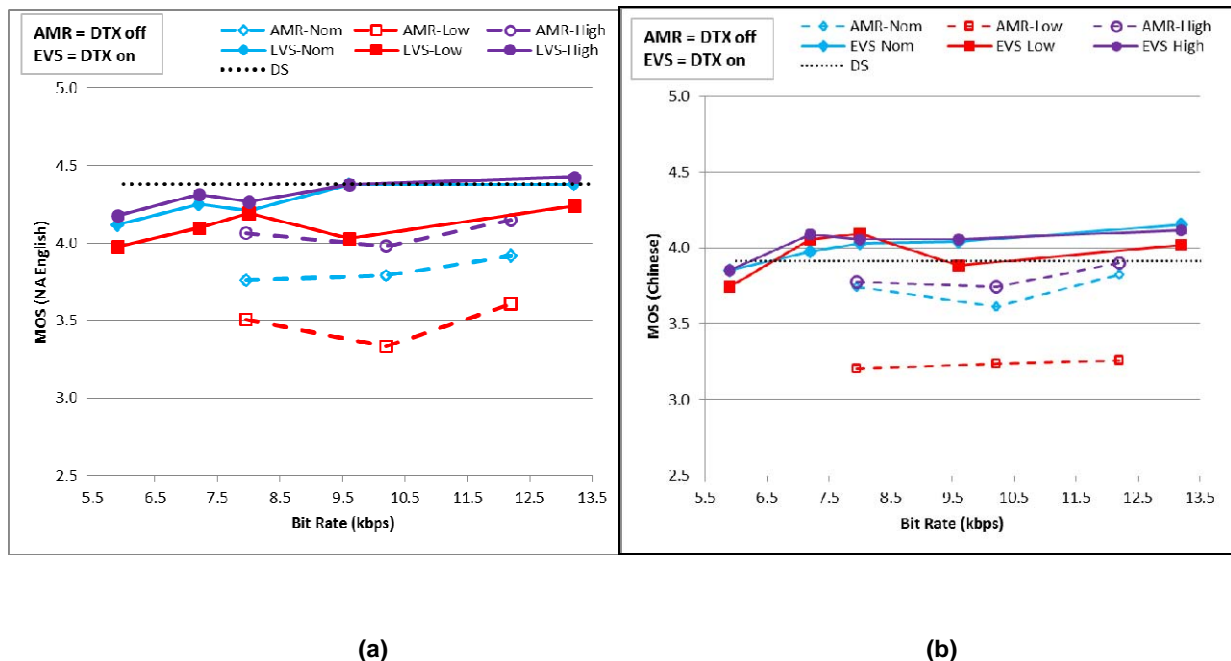 AMR = DTX off
EVS = DTX on
AMR-Nom AMR-Low AMR-High
EVS-Nom EVS-Low EVS-High
DS
5.0
4.5
4.0
3.5
3.0
2.5
MOS (NA English)
5.5 6.5 7.5 8.5 9.5 10.5 11.5 12.5 13.5
Bit Rate (kbps)
(a)
AMR = DTX off
EVS = DTX on
AMR-Nom AMR-Low AMR-High
EVS-Nom EVS-Low EVS-High
DS
5.0
4.5
4.0
3.5
3.0
2.5
MOS (Chinese)
5.5 6.5 7.5 8.5 9.5 10.5 11.5 12.5 13.5
Bit Rate (kbps)
(b)